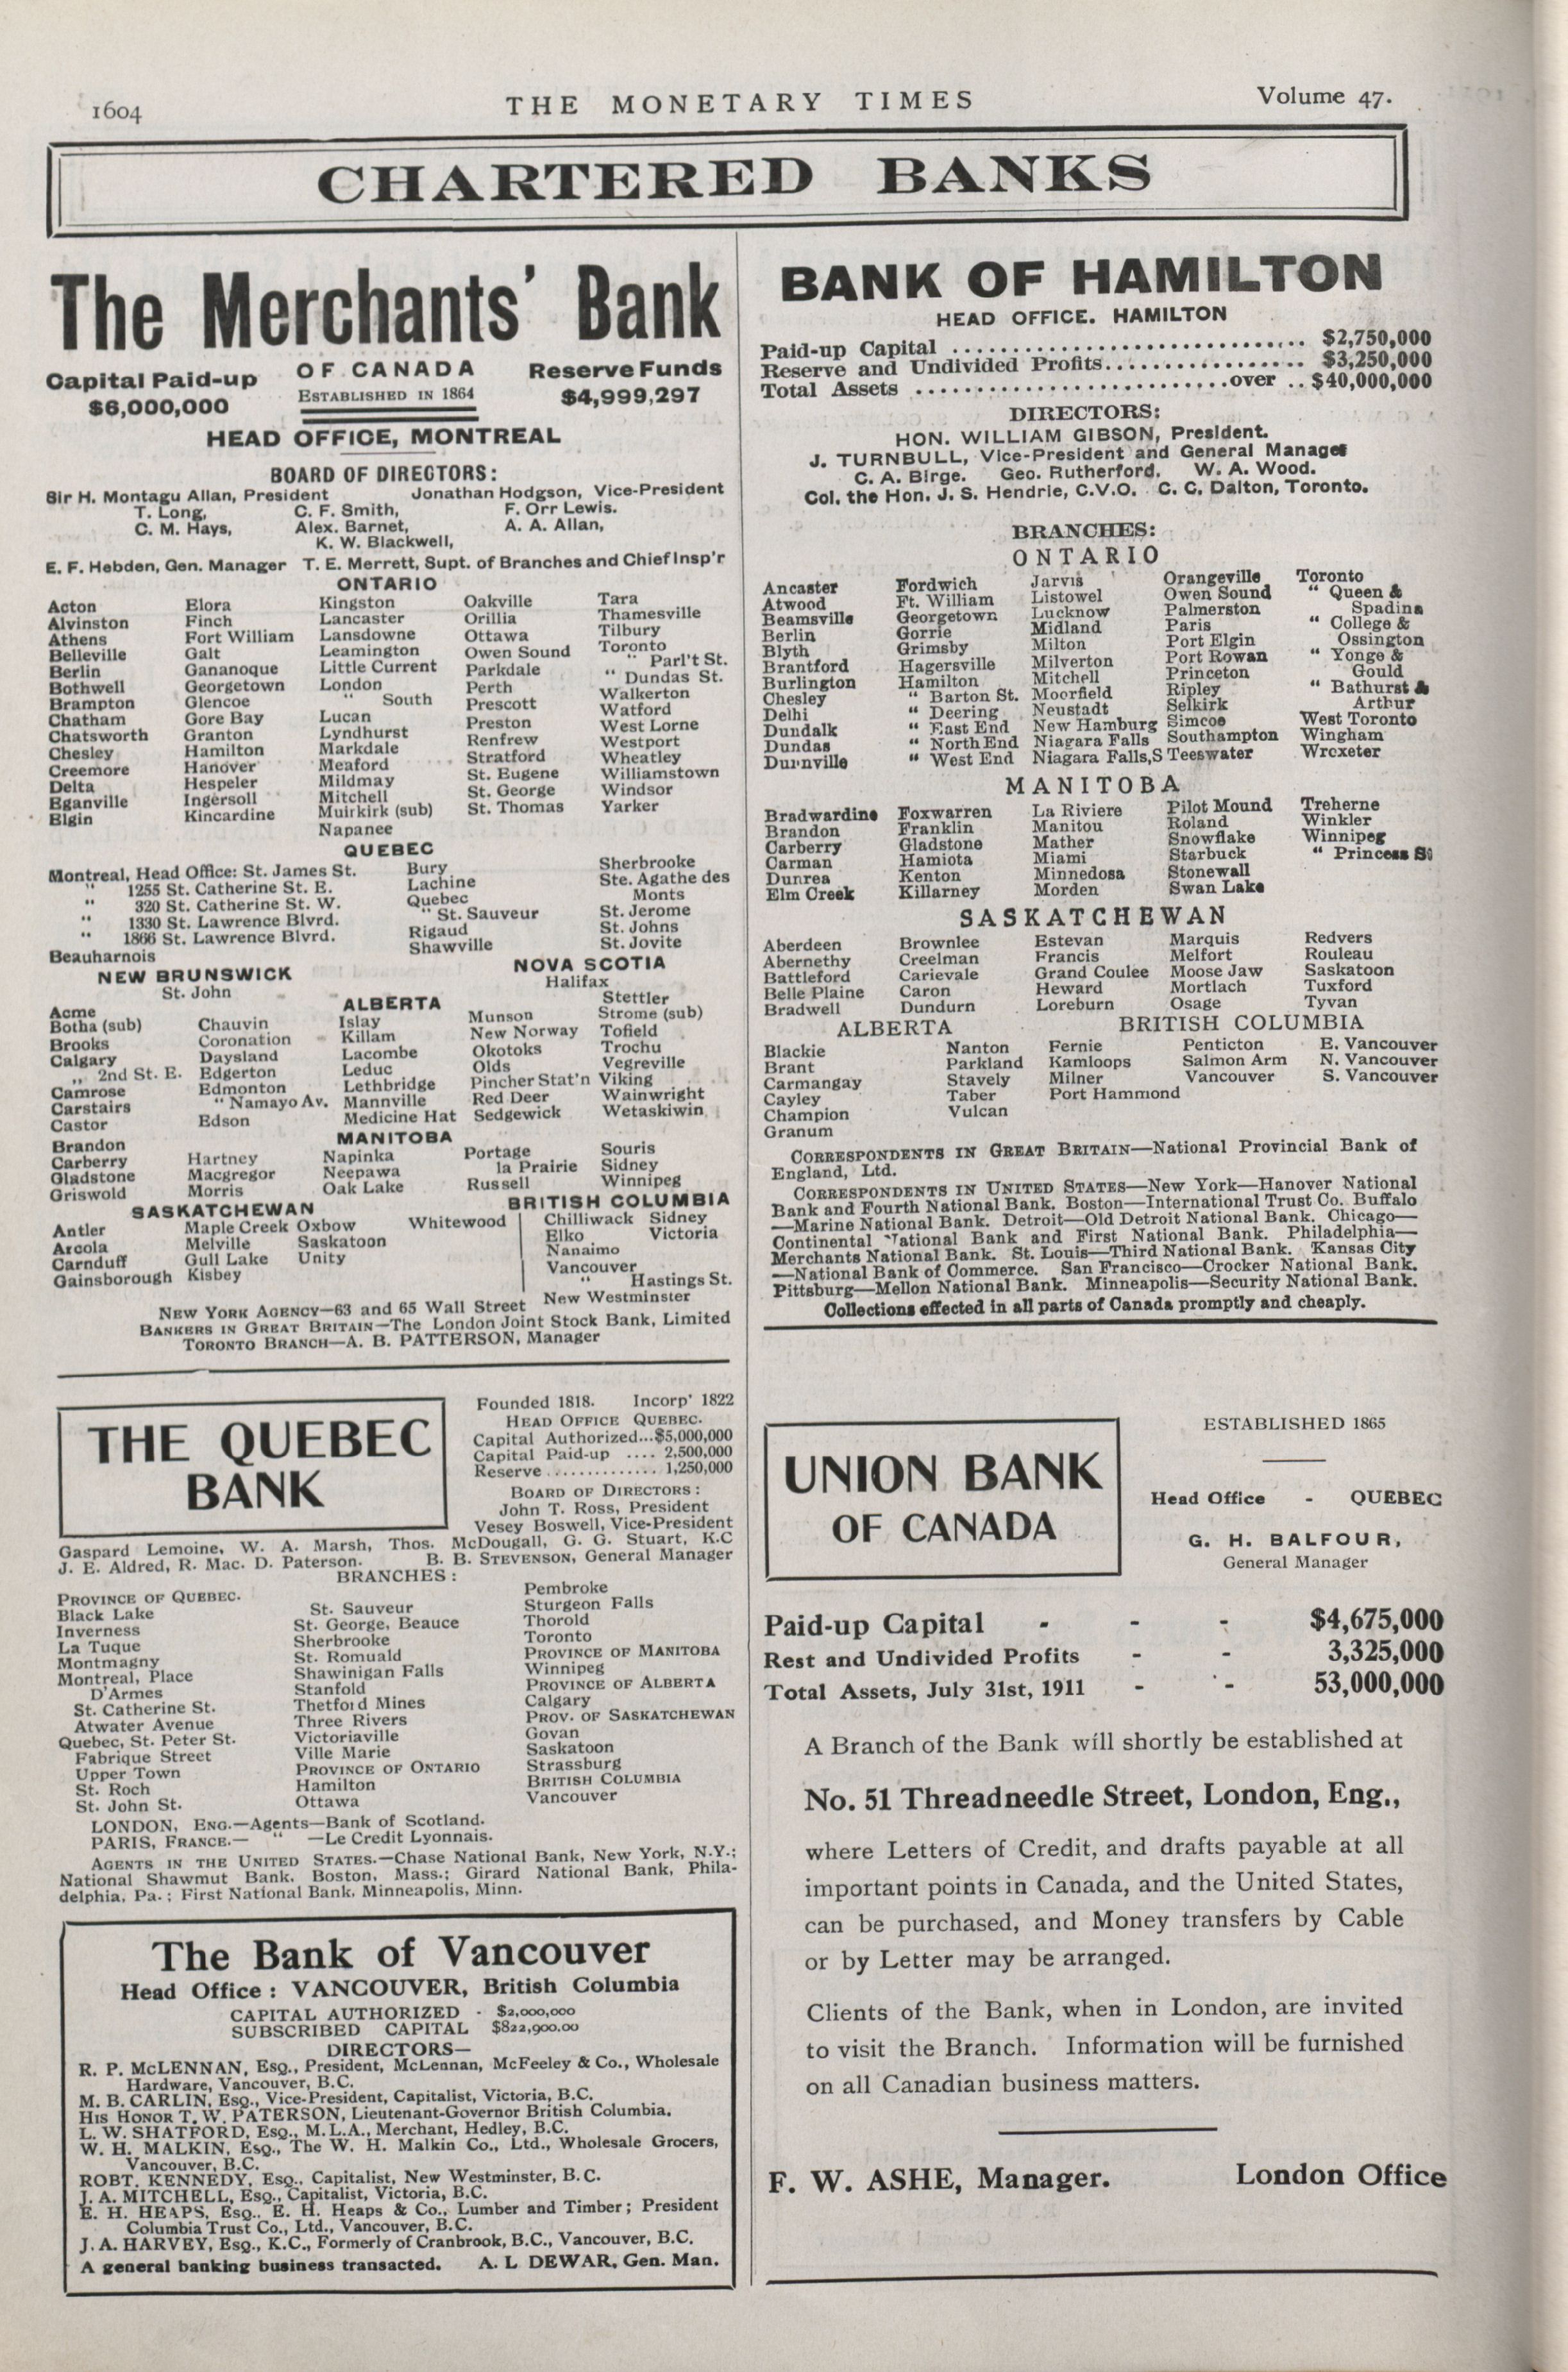 1604
THE MONETARY TIMES
Volume 47.
CHARTERED BANKS
The Merchants' Bank
OF CANADA
Capital Paid-up
$6,000,000
ESTABLISHED IN 1864
Reserve Funds
$4,999,297
HEAD OFFICE, MONTREAL
BOARD OF DIRECTORS:
Sir H. Montagu Allan, President Jonathan Hodgson, Vice-President
T. Long, C. F. Smith, F. Orr Lewis.
C. M. Hays, Alex. Barnet, A. A. Allan,
K. W. Blackwell,
E. F. Hebden, Gen. Manager T. E. Merrett, Supt. of Branches and Chief Insp'r
ONTARIO
Acton Elora Kingston Oakville Tara
Alvinston Finch Lancaster Orillia Thamesville
Athens Fort William Lansdowne Ottawa Tilbury
Belleville Galt Leamington Owen Sound Toronto
Berlin Gananoque Little Current Parkdale " Parl't St.
Bothwell Georgetown London Perth " Dundas St.
Brampton Glencoe " South Prescott Walkerton
Chatham Gore Bay Lucan Preston Watford
Chatsworth Granton Lyndhurst Renfrew West Lorne
Chesley Hamilton Markdale Stratford Westport
Creemore Hanover Meaford St. Eugene Wheatley
Delta Hespeler Mildmay St. George Williamstown
Eganville Ingersoll Mitchell St. Thomas Windsor
Elgin Kincardine Muirkirk (sub) Yarker
Napanee
QUEBEC
Montreal, Head Office: St. James St. Bury Sherbrooke
" 1255 St. Catherine St. E. Lachine Ste. Agathe des
" 320 St. Catherine St. W. Quebec Monts
" 1330 St. Lawrence Blvrd. " St. Sauveur St. Jerome
" 1866 St. Lawrence Blvrd. Rigaud St. Johns
Beauharnois Shawville St. Jovite
NEW BRUNSWICK
St. John
NOVA SCOTIA
Halifax
ALBERTA
Acme Chauvin Islay Munson Stettler
Botha (sub) Coronation Killam New Norway Strome (sub)
Brooks Daysland Lacombe Okotoks Tofield
Calgary Edgerton Leduc Olds Trochu
" 2nd St. E. Edmonton Lethbridge Pincher Stat'n Vegreville
Camrose " Namayo Av. Mannville Red Deer Viking
Carstairs Edson Medicine Hat Sedgewick Wainwright
Castor Wetaskiwin
MANITOBA
Brandon Hartney Napinka Portage Souris
Carberry Macgregor Neepawa la Prairie Sidney
Gladstone Morris Oak Lake Russell Winnipeg
Griswold
SASKATCHEWAN
Antler Maple Creek Oxbow Whitewood
Arcola Melville Saskatoon
Carnduff Gull Lake Unity
Gainsborough Kisbey
BRITISH COLUMBIA
Chilliwack Sidney
Elko Victoria
Nanaimo
Vancouver
" Hastings St.
New Westminster
NEW YORK AGENCY—63 and 65 Wall Street
BANKERS IN GREAT BRITAIN—The London Joint Stock Bank, Limited
TORONTO BRANCH—A. B. PATTERSON, Manager
THE QUEBEC
BANK
Founded 1818. Incorp' 1822
HEAD OFFICE QUEBEC.
Capital Authorized...$5,000,000
Capital Paid-up .... 2,500,000
Reserve.............. 1,250,000
BOARD OF DIRECTORS:
John T. Ross, President
Vesey Boswell, Vice-President
Gaspard Lemoine, W. A. Marsh, Thos. McDougall, G. G. Stuart, K.C
J. E. Aldred, R. Mac. D. Paterson. B. B. STEVENSON, General Manager
BRANCHES:
PROVINCE OF QUEBEC.
Black Lake
Inverness
La Tuque
Montmagny
Montreal, Place
D'Armes
St. Catherine St.
Atwater Avenue
Quebec, St. Peter St.
Fabrique Street
Upper Town
St. Roch
St. John St.
St. Sauveur
St. George, Beauce
Sherbrooke
St. Romuald
Shawinigan Falls
Stanfold
Thetford Mines
Three Rivers
Victoriaville
Ville Marie
PROVINCE OF ONTARIO
Hamilton
Ottawa
Pembroke
Sturgeon Falls
Thorold
Toronto
PROVINCE OF MANITOBA
Winnipeg
PROVINCE OF ALBERTA
Calgary
PROV. OF SASKATCHEWAN
Govan
Saskatoon
Strassburg
BRITISH COLUMBIA
Vancouver
LONDON, ENG.—Agents—Bank of Scotland.
PARIS, FRANCE.— " —Le Credit Lyonnais.
AGENTS IN THE UNITED STATES.—Chase National Bank, New York, N.Y.;
National Shawmut Bank, Boston, Mass.; Girard National Bank, Phila-
delphia, Pa.; First National Bank, Minneapolis, Minn.
The Bank of Vancouver
Head Office: VANCOUVER, British Columbia
CAPITAL AUTHORIZED - $2,000,000
SUBSCRIBED CAPITAL $822,900.00
DIRECTORS—
R. P. McLENNAN, Esq., President, McLennan, McFeeley & Co., Wholesale
Hardware, Vancouver, B.C.
M. B. CARLIN, Esq., Vice-President, Capitalist, Victoria, B.C.
HIS HONOR T. W. PATERSON, Lieutenant-Governor British Columbia.
L. W. SHATFORD, Esq., M.L.A., Merchant, Hedley, B.C.
W. H. MALKIN, Esq., The W. H. Malkin Co., Ltd., Wholesale Grocers,
Vancouver, B.C.
ROBT. KENNEDY, Esq., Capitalist, New Westminster, B.C.
J. A. MITCHELL, Esq., Capitalist, Victoria, B.C.
E. H. HEAPS, Esq., E. H. Heaps & Co., Lumber and Timber; President
Columbia Trust Co., Ltd., Vancouver, B.C.
J. A. HARVEY, Esq., K.C., Formerly of Cranbrook, B.C., Vancouver, B.C.
A general banking business transacted. A. L DEWAR, Gen. Man.
BANK OF HAMILTON
HEAD OFFICE. HAMILTON
Paid-up Capital .................................. $2,750,000
Reserve and Undivided Profits.................. $3,250,000
Total Assets ...........................over .. $40,000,000
DIRECTORS:
HON. WILLIAM GIBSON, President.
J. TURNBULL, Vice-President and General Manager
C. A. Birge. Geo. Rutherford. W. A. Wood.
Col. the Hon. J. S. Hendrie, C.V.O. C. C. Dalton, Toronto.
BRANCHES:
ONTARIO
Ancaster Fordwich Jarvis Orangeville Toronto
Atwood Ft. William Listowel Owen Sound " Queen &
Beamsville Georgetown Lucknow Palmerston Spadina
Berlin Gorrie Midland Paris " College &
Blyth Grimsby Milton Port Elgin Ossington
Brantford Hagersville Milverton Port Rowan " Yonge &
Burlington Hamilton Mitchell Princeton Gould
Chesley " Barton St. Moorfield Ripley " Bathurst &
Delhi " Deering Neustadt Selkirk Arthur
Dundalk " East End New Hamburg Simcoe West Toronto
Dundas " North End Niagara Falls Southampton Wingham
Dunnville " West End Niagara Falls,S Teeswater Wroxeter
MANITOBA
Bradwardine Foxwarren La Riviere Pilot Mound Treherne
Brandon Franklin Manitou Roland Winkler
Carberry Gladstone Mather Snowflake Winnipeg
Carman Hamiota Miami Starbuck " Princess St
Dunrea Kenton Minnedosa Stonewall
Elm Creek Killarney Morden Swan Lake
SASKATCHEWAN
Aberdeen Brownlee Estevan Marquis Redvers
Abernethy Creelman Francis Melfort Rouleau
Battleford Carievale Grand Coulee Moose Jaw Saskatoon
Belle Plaine Caron Heward Mortlach Tuxford
Bradwell Dundurn Loreburn Osage Tyvan
ALBERTA
Blackie Nanton
Brant Parkland
Carmangay Stavely
Cayley Taber
Champion Vulcan
Granum
BRITISH COLUMBIA
Fernie Penticton E. Vancouver
Kamloops Salmon Arm N. Vancouver
Milner Vancouver S. Vancouver
Port Hammond
CORRESPONDENTS IN GREAT BRITAIN—National Provincial Bank of
England, Ltd.
CORRESPONDENTS IN UNITED STATES—New York—Hanover National
Bank and Fourth National Bank. Boston—International Trust Co. Buffalo
—Marine National Bank. Detroit—Old Detroit National Bank. Chicago—
Continental National Bank and First National Bank. Philadelphia—
Merchants National Bank. St. Louis—Third National Bank. Kansas City
—National Bank of Commerce. San Francisco—Crocker National Bank.
Pittsburg—Mellon National Bank. Minneapolis—Security National Bank.
Collections effected in all parts of Canada promptly and cheaply.
UNION BANK
OF CANADA
ESTABLISHED 1865
Head Office - QUEBEC
G. H. BALFOUR,
General Manager
Paid-up Capital - - - $4,675,000
Rest and Undivided Profits - - 3,325,000
Total Assets, July 31st, 1911 - - 53,000,000
A Branch of the Bank will shortly be established at
No. 51 Threadneedle Street, London, Eng.,
where Letters of Credit, and drafts payable at all
important points in Canada, and the United States,
can be purchased, and Money transfers by Cable
or by Letter may be arranged.
Clients of the Bank, when in London, are invited
to visit the Branch. Information will be furnished
on all Canadian business matters.
F. W. ASHE, Manager. London Office